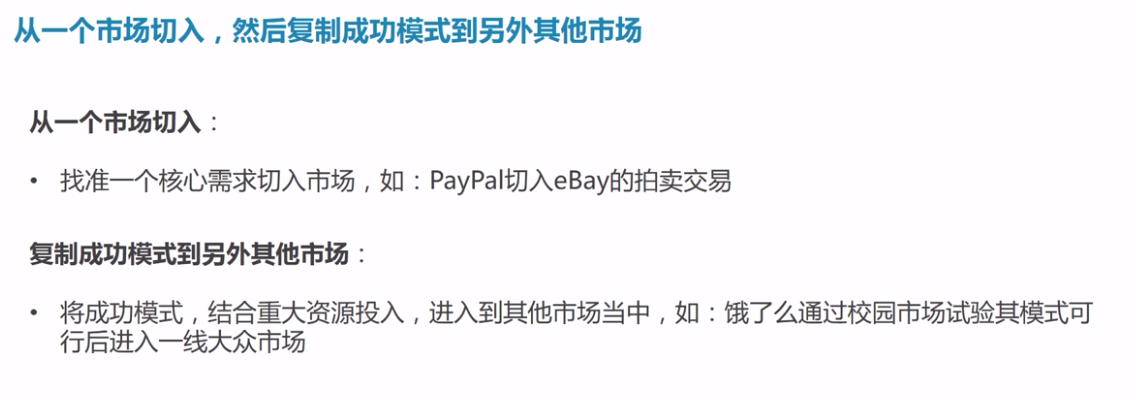 从一个市场切入，然后复制成功模式到另外其他市场
从一个市场切入：
• 找准一个核心需求切入市场，如：PayPal切入eBay的拍卖交易
复制成功模式到另外其他市场：
• 将成功模式，结合重大资源投入，进入到其他市场当中，如：饿了么通过校园市场试验其模式可
行后进入一线大众市场